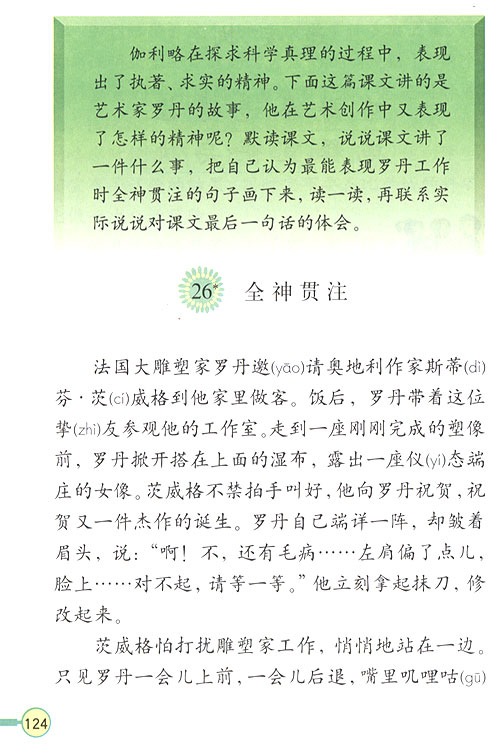 伽利略在探求科学真理的过程中，表现
出了执著、求实的精神。下面这篇课文讲的是
艺术家罗丹的故事，他在艺术创作中又表现
了怎样的精神呢？默读课文，说说课文讲了
一件什么事，把自己认为最能表现罗丹工作
时全神贯注的句子画下来，读一读，再联系实
际说说对课文最后一句话的体会。
26* 全神贯注
法国大雕塑家罗丹邀(yāo)请奥地利作家斯蒂(dì)
芬·茨(cí)威格到他家里做客。饭后，罗丹带着这位
挚(zhì)友参观他的工作室。走到一座刚刚完成的塑像
前，罗丹掀开搭在上面的湿布，露出一座仪(yí)态端
庄的女像。茨威格不禁拍手叫好，他向罗丹祝贺，祝
贺又一件杰作的诞生。罗丹自己端详一阵，却皱着
眉头，说：“啊！不，还有毛病……左肩偏了点儿，
脸上……对不起，请等一等。”他立刻拿起抹刀，修
改起来。
茨威格怕打扰雕塑家工作，悄悄地站在一边。
只见罗丹一会儿上前，一会儿后退，嘴里叽哩咕(gū)
124